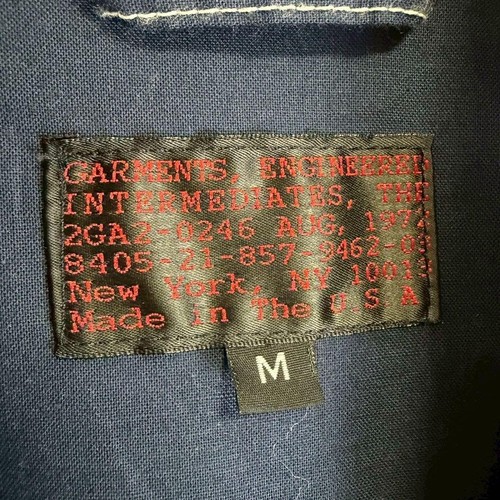 GARMENTS, ENGINEERED
INTERMEDIATES, THE
2GA2-0246 AUG, 1972
8405-21-857-9462-09
New York, NY 10013
Made in The U.S.A
M